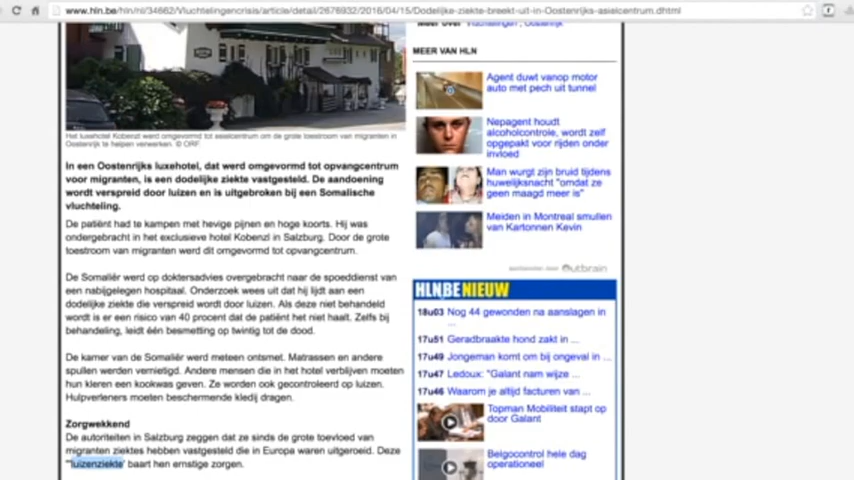 www.hln.be/hln/nl/34662/Vluchtelingencrisis/article/detail/2676932/2016/04/15/Dodelijke-ziekte-breekt-uit-in-Oostenrijks-asielcentrum.dhtml
Het luxehotel Kobenzl werd omgevormd tot asielcentrum om de grote toestroom van migranten in
Oostenrijk te helpen verwerken. © ORF
In een Oostenrijks luxehotel, dat werd omgevormd tot opvangcentrum
voor migranten, is een dodelijke ziekte vastgesteld. De aandoening
wordt verspreid door luizen en is uitgebroken bij een Somalische
vluchteling.
De patiënt had te kampen met hevige pijnen en hoge koorts. Hij was
ondergebracht in het exclusieve hotel Kobenzl in Salzburg. Door de grote
toestroom van migranten werd dit omgevormd tot opvangcentrum.
De Somaliër werd op doktersadvies overgebracht naar de spoeddienst van
een nabijgelegen hospitaal. Onderzoek wees uit dat hij lijdt aan een
dodelijke ziekte die verspreid wordt door luizen. Als deze niet behandeld
wordt is er een risico van 40 procent dat de patiënt het niet haalt. Zelfs bij
behandeling, leidt één besmetting op twintig tot de dood.
De kamer van de Somaliër werd meteen ontsmet. Matrassen en andere
spullen werden vernietigd. Andere mensen die in het hotel verblijven moeten
hun kleren een kookwas geven. Ze worden ook gecontroleerd op luizen.
Hulpverleners moeten beschermende kledij dragen.
Zorgwekkend
De autoriteiten in Salzburg zeggen dat ze sinds de grote toevloed van
migranten ziektes hebben vastgesteld die in Europa waren uitgeroeid. Deze
"'luizenziekte' baart hen ernstige zorgen.
Meer over Vluchtelingen, Oostenrijk
MEER VAN HLN
Agent duwt vanop motor
auto met pech uit tunnel
Nepagent houdt
alcoholcontrole, wordt zelf
opgepakt voor rijden onder
invloed
Man wurgt zijn bruid tijdens
huwelijksnacht "omdat ze
geen maagd meer is"
Meiden in Montreal smullen
van Kartonnen Kevin
Outbrain
HLN.BE NIEUW
18u03 Nog 44 gewonden na aanslagen in
...
17u51 Geradbraakte hond zakt in ...
17u49 Jongeman komt om bij ongeval in ...
17u47 Ledoux: "Galant nam wijze ...
17u46 Waarom je altijd facturen van ...
Topman Mobiliteit stapt op
door Galant
Belgocontrol hele dag
operationeel